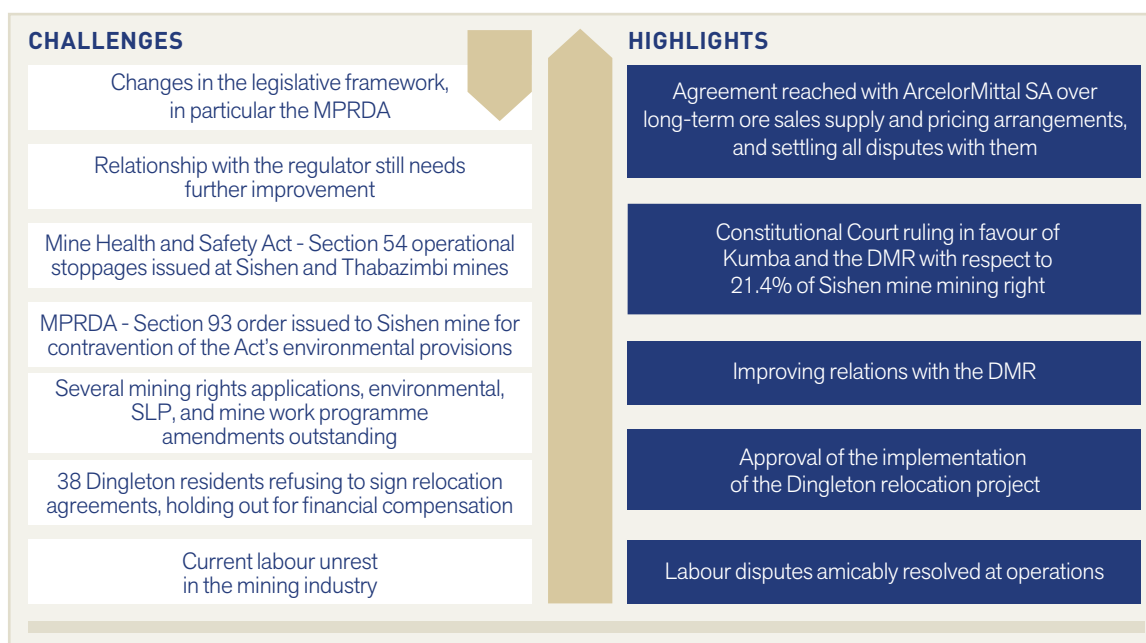 CHALLENGES
Changes in the legislative framework,
in particular the MPRDA
Relationship with the regulator still needs
further improvement
Mine Health and Safety Act - Section 54 operational
stoppages issued at Sishen and Thabazimbi mines
MPRDA - Section 93 order issued to Sishen mine for
contravention of the Act's environmental provisions
Several mining rights applications, environmental,
SLP, and mine work programme
amendments outstanding
38 Dingleton residents refusing to sign relocation
agreements, holding out for financial compensation
Current labour unrest
in the mining industry
HIGHLIGHTS
Agreement reached with ArcelorMittal SA over
long-term ore sales supply and pricing arrangements,
and settling all disputes with them
Constitutional Court ruling in favour of
Kumba and the DMR with respect to
21.4% of Sishen mine mining right
Improving relations with the DMR
Approval of the implementation
of the Dingleton relocation project
Labour disputes amicably resolved at operations